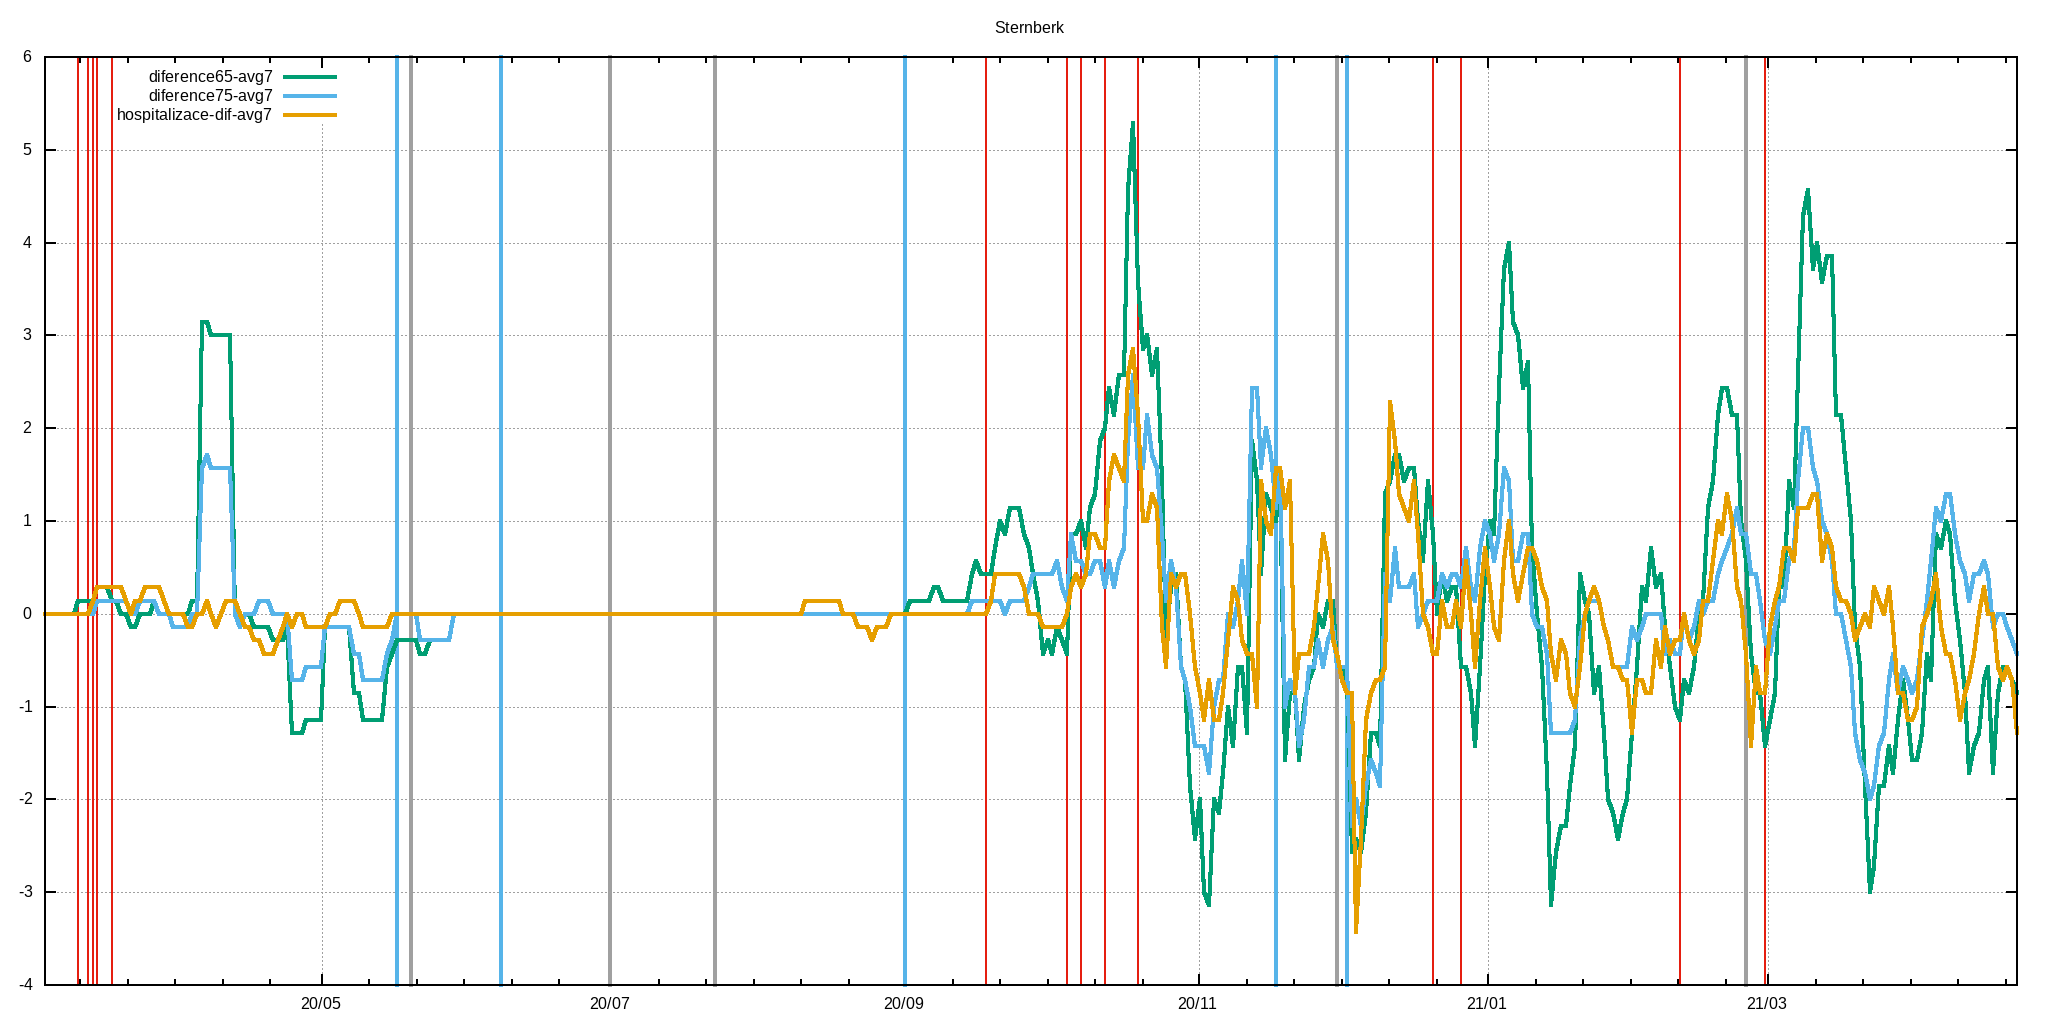 Sternberk
6
diference65-avg7
diference75-avg7
hospitalizace-dif-avg7
5
4
3
2
1
0
-1
-2
-3
-4
20/05 20/07 20/09 20/11 21/01 21/03